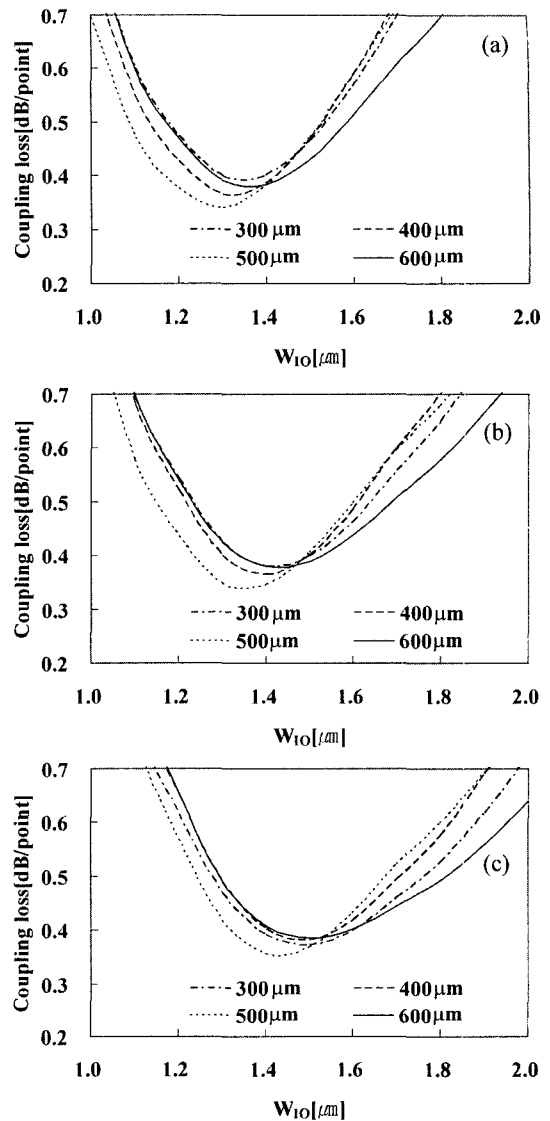 0.7
(a)
0.6
0.5
0.4
0.3
0.2
Coupling loss[dB/point]
300 μm
400 μm
500 μm
600 μm
1.0 1.2 1.4 1.6 1.8 2.0
W_IO[㎛]
0.7
(b)
0.6
0.5
0.4
0.3
0.2
Coupling loss[dB/point]
300 μm
400 μm
500 μm
600 μm
1.0 1.2 1.4 1.6 1.8 2.0
W_IO[㎛]
0.7
(c)
0.6
0.5
0.4
0.3
0.2
Coupling loss[dB/point]
300 μm
400 μm
500 μm
600 μm
1.0 1.2 1.4 1.6 1.8 2.0
W_IO[㎛]